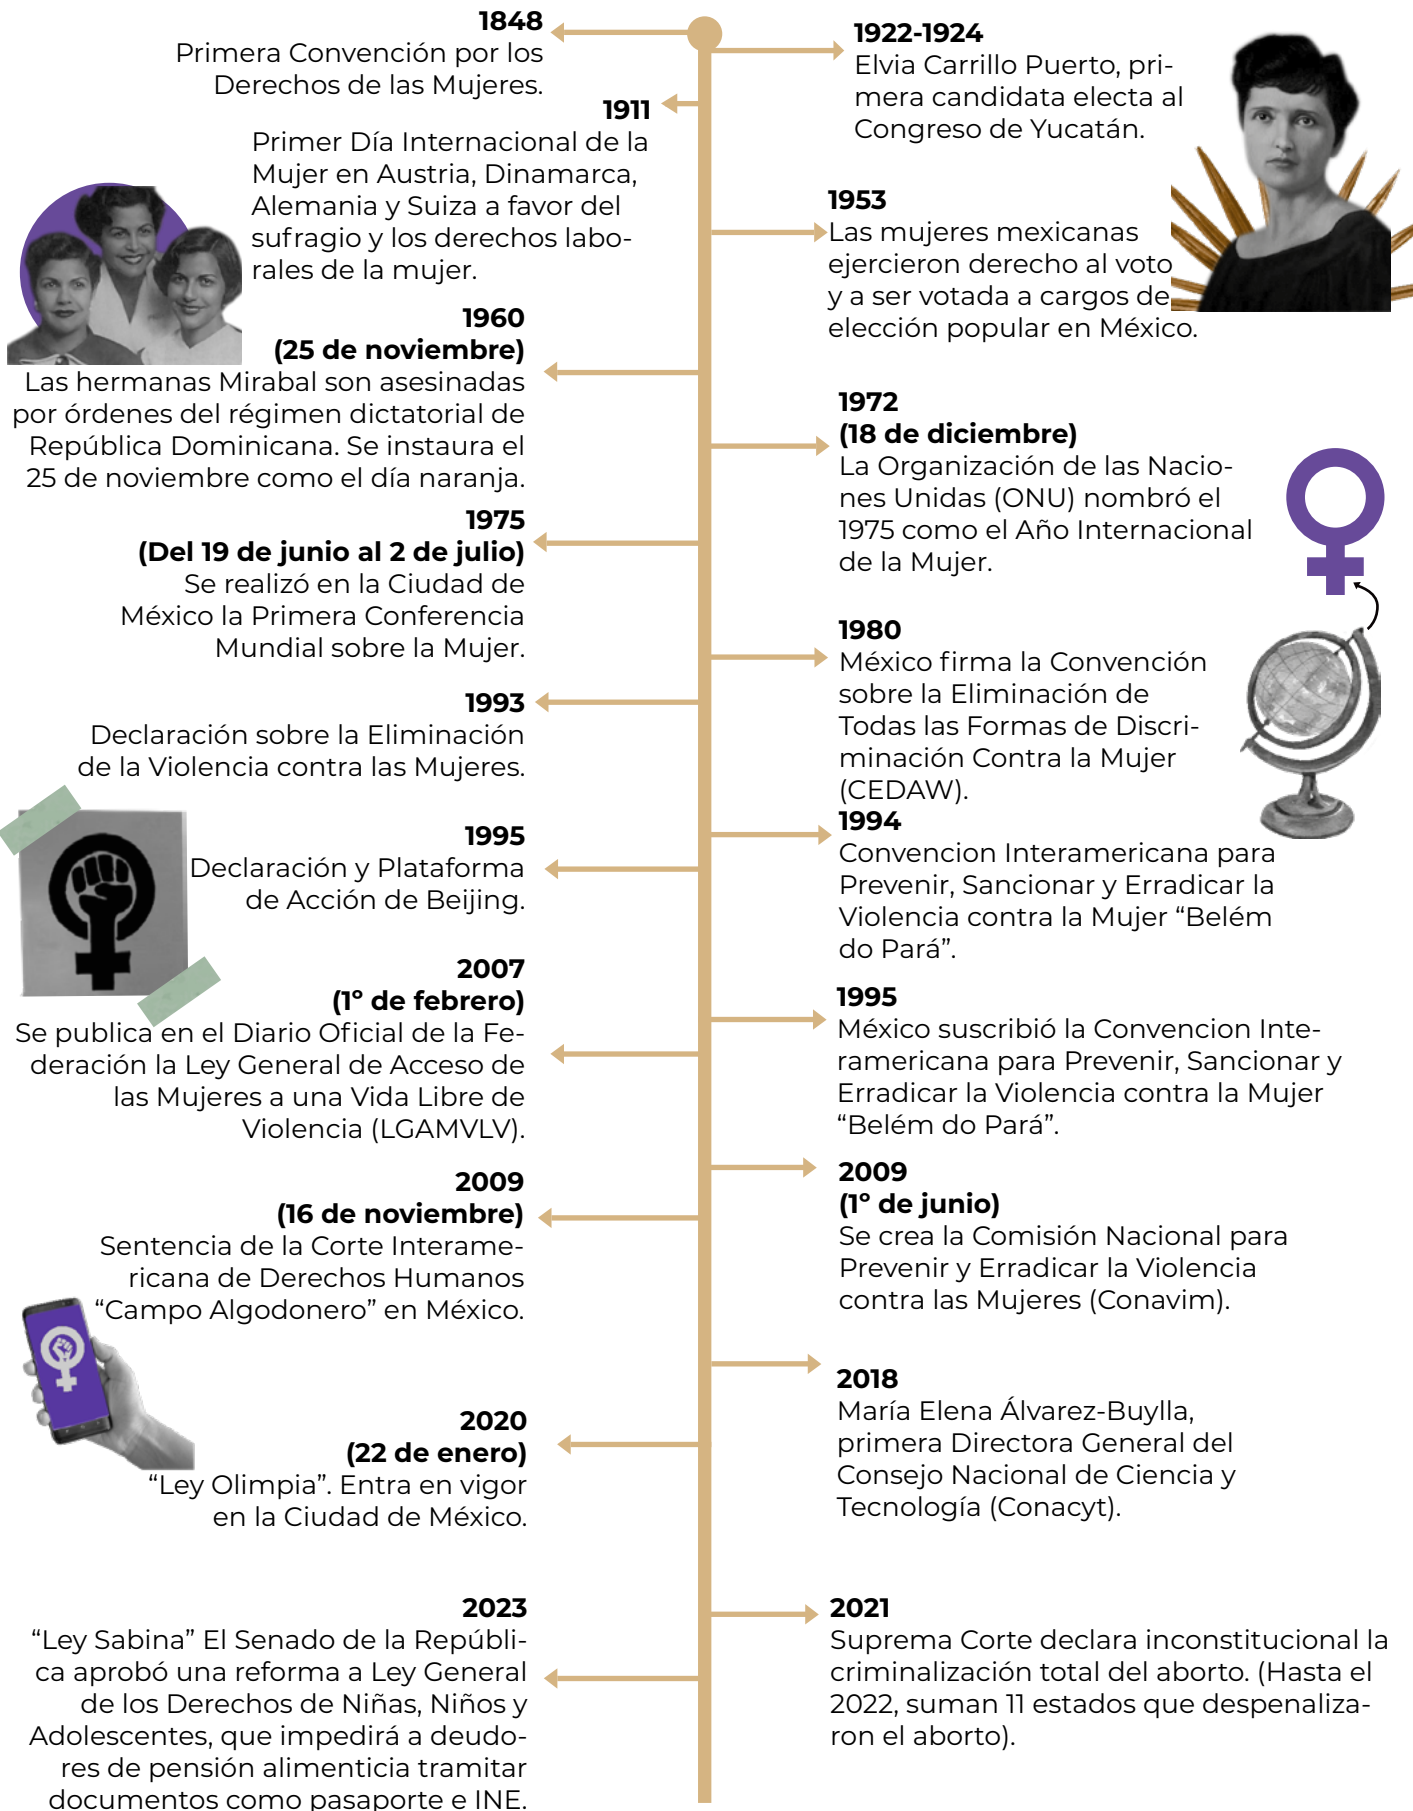 1848
Primera Convención por los
Derechos de las Mujeres.
1922-1924
Elvia Carrillo Puerto, pri-
mera candidata electa al
Congreso de Yucatán.
1911
Primer Día Internacional de la
Mujer en Austria, Dinamarca,
Alemania y Suiza a favor del
sufragio y los derechos labo-
rales de la mujer.
1953
Las mujeres mexicanas
ejercieron derecho al voto
y a ser votada a cargos de
elección popular en México.
1960
(25 de noviembre)
Las hermanas Mirabal son asesinadas
por órdenes del régimen dictatorial de
República Dominicana. Se instaura el
25 de noviembre como el día naranja.
1972
(18 de diciembre)
La Organización de las Nacio-
nes Unidas (ONU) nombró el
1975 como el Año Internacional
de la Mujer.
1975
(Del 19 de junio al 2 de julio)
Se realizó en la Ciudad de
México la Primera Conferencia
Mundial sobre la Mujer.
1980
México firma la Convención
sobre la Eliminación de
Todas las Formas de Discri-
minación Contra la Mujer
(CEDAW).
1993
Declaración sobre la Eliminación
de la Violencia contra las Mujeres.
1994
Convencion Interamericana para
Prevenir, Sancionar y Erradicar la
Violencia contra la Mujer “Belém
do Pará”.
1995
Declaración y Plataforma
de Acción de Beijing.
1995
México suscribió la Convencion Inte-
ramericana para Prevenir, Sancionar y
Erradicar la Violencia contra la Mujer
“Belém do Pará”.
2007
(1º de febrero)
Se publica en el Diario Oficial de la Fe-
deración la Ley General de Acceso de
las Mujeres a una Vida Libre de
Violencia (LGAMVLV).
2009
(1º de junio)
Se crea la Comisión Nacional para
Prevenir y Erradicar la Violencia
contra las Mujeres (Conavim).
2009
(16 de noviembre)
Sentencia de la Corte Interame-
ricana de Derechos Humanos
“Campo Algodonero” en México.
2018
María Elena Álvarez-Buylla,
primera Directora General del
Consejo Nacional de Ciencia y
Tecnología (Conacyt).
2020
(22 de enero)
“Ley Olimpia”. Entra en vigor
en la Ciudad de México.
2021
Suprema Corte declara inconstitucional la
criminalización total del aborto. (Hasta el
2022, suman 11 estados que despenaliza-
ron el aborto).
2023
“Ley Sabina” El Senado de la Repúbli-
ca aprobó una reforma a Ley General
de los Derechos de Niñas, Niños y
Adolescentes, que impedirá a deudo-
res de pensión alimenticia tramitar
documentos como pasaporte e INE.